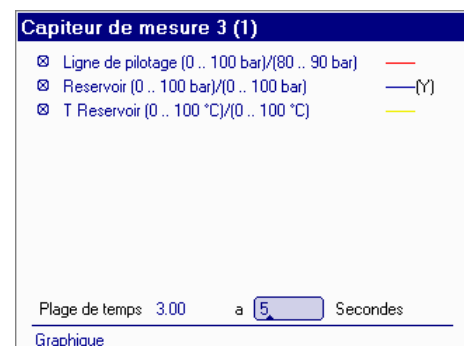 Capiteur de mesure 3 (1)
Ligne de pilotage (0 .. 100 bar)/(80 .. 90 bar)
Reservoir (0 .. 100 bar)/(0 .. 100 bar) (Y)
T Reservoir (0 .. 100 °C)/(0 .. 100 °C)
Plage de temps 3.00 a 5 Secondes
Graphique